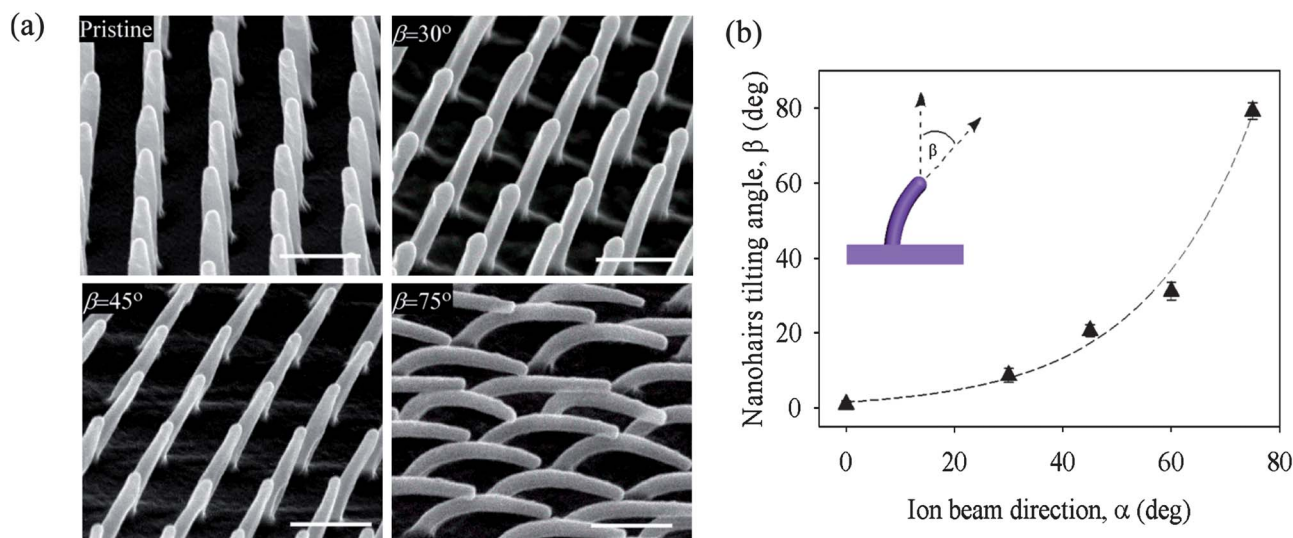 (a)
Pristine
β=30°
β=45°
β=75°
(b)
Nanohairs tilting angle, β (deg)
80
60
40
20
0
β
0
20
40
60
80
Ion beam direction, α (deg)